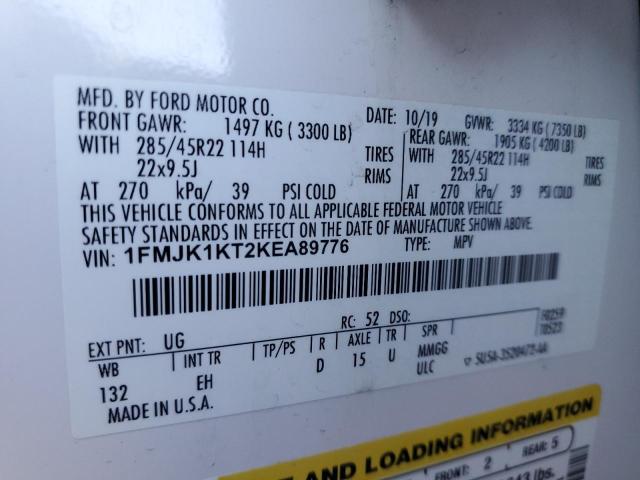 MFD. BY FORD MOTOR CO.
DATE: 10/19 GVWR: 3334 KG ( 7350 LB)
FRONT GAWR: 1497 KG ( 3300 LB) REAR GAWR: 1905 KG ( 4200 LB)
WITH 285/45R22 114H TIRES WITH 285/45R22 114H TIRES
22x9.5J RIMS 22x9.5J RIMS
AT 270 kPa/ 39 PSI COLD AT 270 kPa/ 39 PSI COLD
THIS VEHICLE CONFORMS TO ALL APPLICABLE FEDERAL MOTOR VEHICLE
SAFETY STANDARDS IN EFFECT ON THE DATE OF MANUFACTURE SHOWN ABOVE.
VIN: 1FMJK1KT2KEA89776 TYPE: MPV
F0259
EXT PNT: UG RC: 52 DSO: T0523
WB INT TR TP/PS R AXLE TR SPR
132 EH D 15 U MMGG
ULC
MADE IN U.S.A.
AND LOADING INFORMATION
FRONT: 2 REAR: 5
lbs.